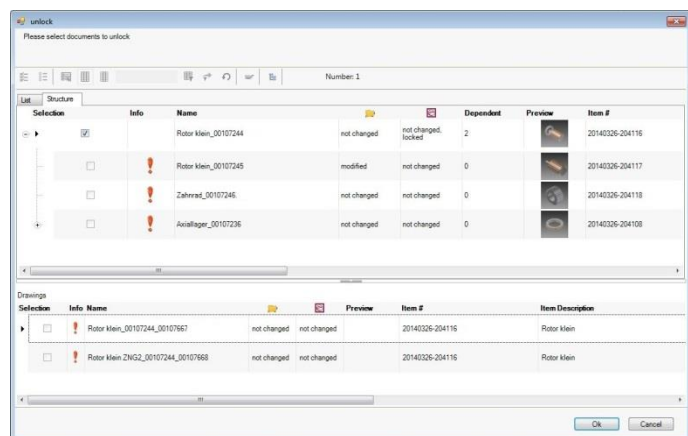 unlock
Please select documents to unlock
Number: 1
List Structure
Selection Info Name Dependent Preview Item #
Rotor klein_00107244 not changed not changed, locked 2 20140326-204116
Rotor klein_00107245 modified not changed 0 20140326-204117
Zahnrad_00107246. not changed not changed 0 20140326-204118
Axiallager_00107236 not changed not changed 0 20140326-204108
Drawings
Selection Info Name Preview Item # Item Description
Rotor klein_00107244_00107667 not changed not changed 20140326-204116 Rotor klein
Rotor klein ZNG2_00107244_00107668 not changed not changed 20140326-204116 Rotor klein
Ok Cancel